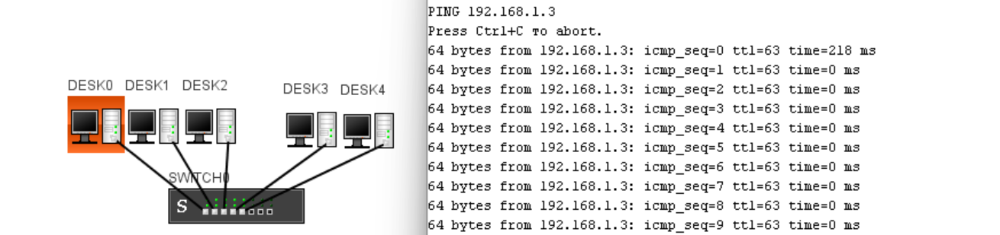 DESK0 DESK1 DESK2 DESK3 DESK4
SWITCH0
S
PING 192.168.1.3
Press Ctrl+C To abort.
64 bytes from 192.168.1.3: icmp_seq=0 ttl=63 time=218 ms
64 bytes from 192.168.1.3: icmp_seq=1 ttl=63 time=0 ms
64 bytes from 192.168.1.3: icmp_seq=2 ttl=63 time=0 ms
64 bytes from 192.168.1.3: icmp_seq=3 ttl=63 time=0 ms
64 bytes from 192.168.1.3: icmp_seq=4 ttl=63 time=0 ms
64 bytes from 192.168.1.3: icmp_seq=5 ttl=63 time=0 ms
64 bytes from 192.168.1.3: icmp_seq=6 ttl=63 time=0 ms
64 bytes from 192.168.1.3: icmp_seq=7 ttl=63 time=0 ms
64 bytes from 192.168.1.3: icmp_seq=8 ttl=63 time=0 ms
64 bytes from 192.168.1.3: icmp_seq=9 ttl=63 time=0 ms